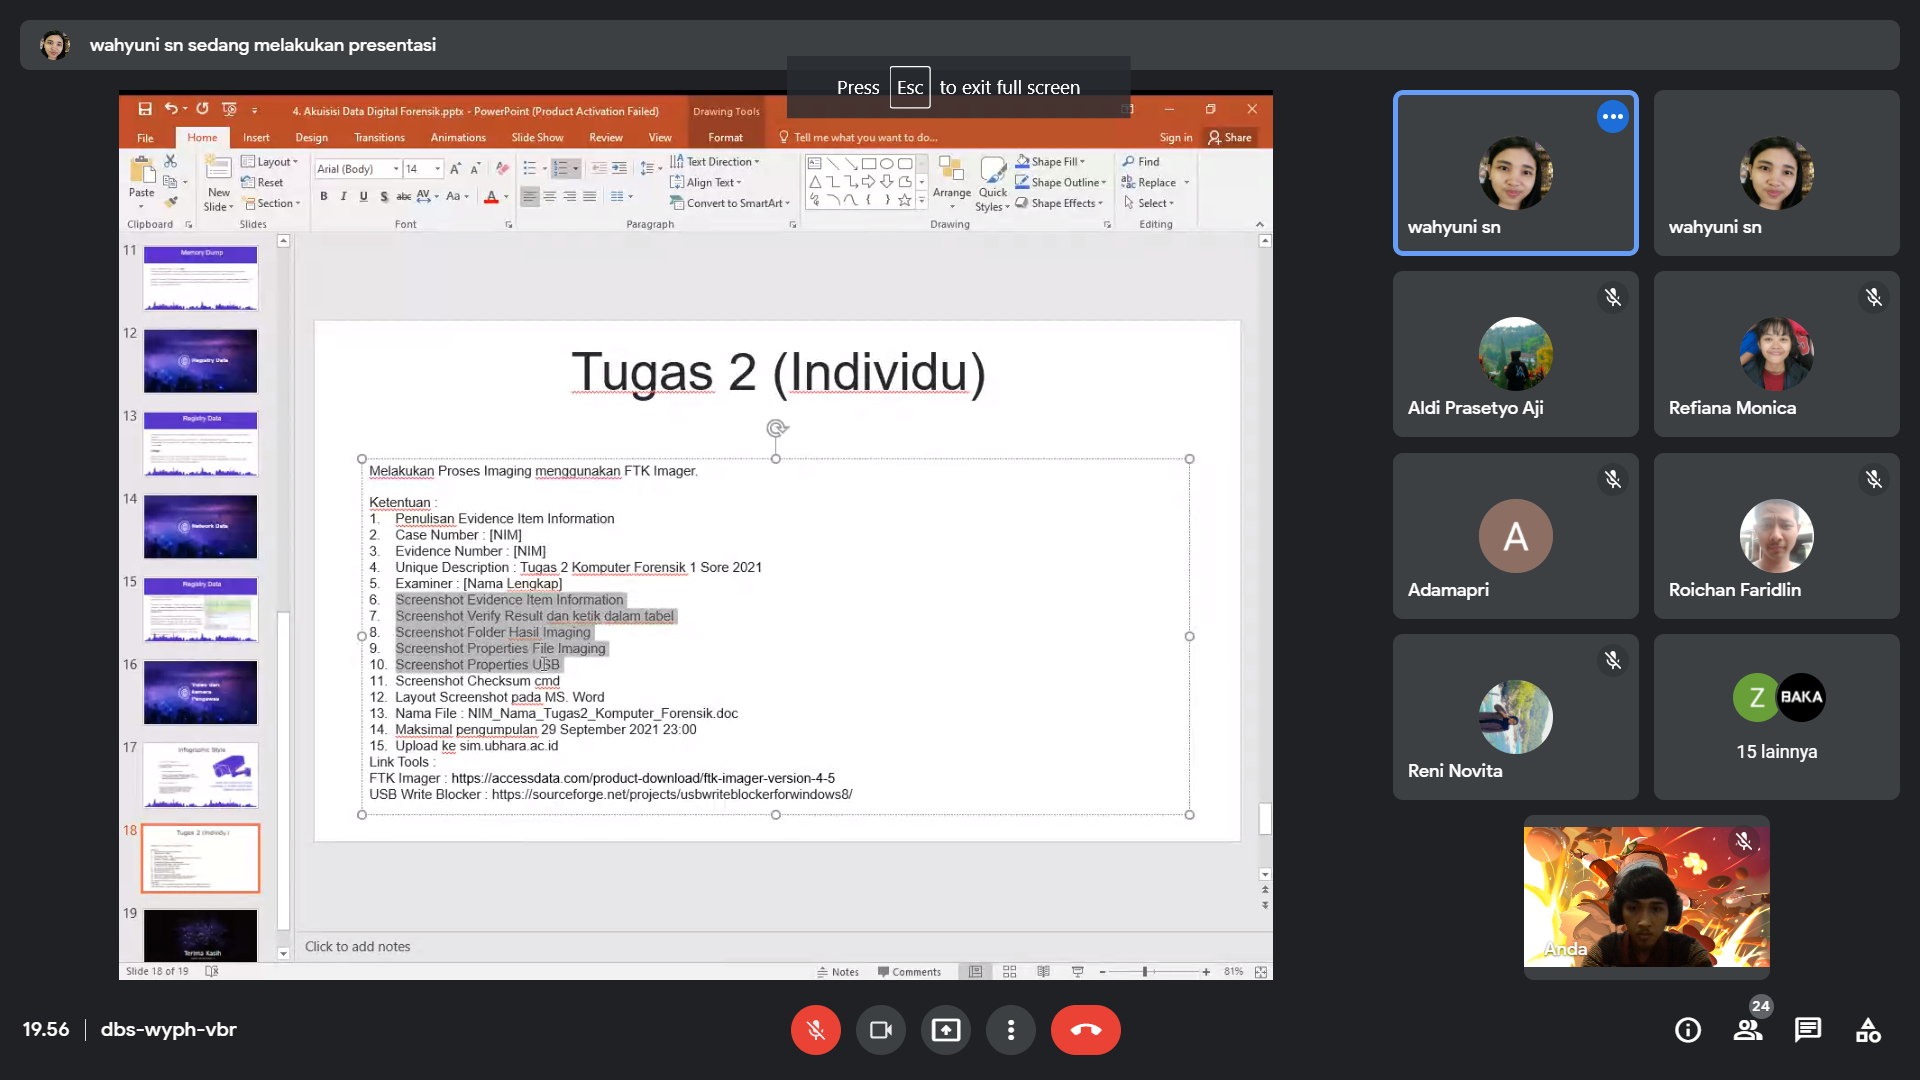 wahyuni sn sedang melakukan presentasi
Press Esc to exit full screen
4. Akuisisi Data Digital Forensik.pptx - PowerPoint (Product Activation Failed)
Drawing Tools
File
Home
Insert
Design
Transitions
Animations
Slide Show
Review
View
Format
Tell me what you want to do...
Sign in
Share
Paste
New Slide
Layout
Reset
Section
Arial (Body)
14
Text Direction
Align Text
Convert to SmartArt
Arrange
Quick Styles
Shape Fill
Shape Outline
Shape Effects
Find
Replace
Select
Clipboard
Slides
Font
Paragraph
Drawing
Editing
11
Memory Dump
12
Registry Data
13
Registry Data
14
Network Data
15
Registry Data
16
17
Infographic Style
18
Tugas 2 (Individu)
19
Terima Kasih
Tugas 2 (Individu)
Melakukan Proses Imaging menggunakan FTK Imager.
Ketentuan :
1. Penulisan Evidence Item Information
2. Case Number : [NIM]
3. Evidence Number : [NIM]
4. Unique Description : Tugas 2 Komputer Forensik 1 Sore 2021
5. Examiner : [Nama Lengkap]
6. Screenshot Evidence Item Information
7. Screenshot Verify Result dan ketik dalam tabel
8. Screenshot Folder Hasil Imaging
9. Screenshot Properties File Imaging
10. Screenshot Properties USB
11. Screenshot Checksum cmd
12. Layout Screenshot pada MS. Word
13. Nama File : NIM_Nama_Tugas2_Komputer_Forensik.doc
14. Maksimal pengumpulan 29 September 2021 23:00
15. Upload ke sim.ubhara.ac.id
Link Tools :
FTK Imager : https://accessdata.com/product-download/ftk-imager-version-4-5
USB Write Blocker : https://sourceforge.net/projects/usbwriteblockerforwindows8/
Click to add notes
Slide 18 of 19
Notes
Comments
81%
wahyuni sn
wahyuni sn
Aldi Prasetyo Aji
Refiana Monica
A
Adamapri
Roichan Faridlin
Reni Novita
Z
BAKA
15 lainnya
Anda
19.56
dbs-wyph-vbr
24